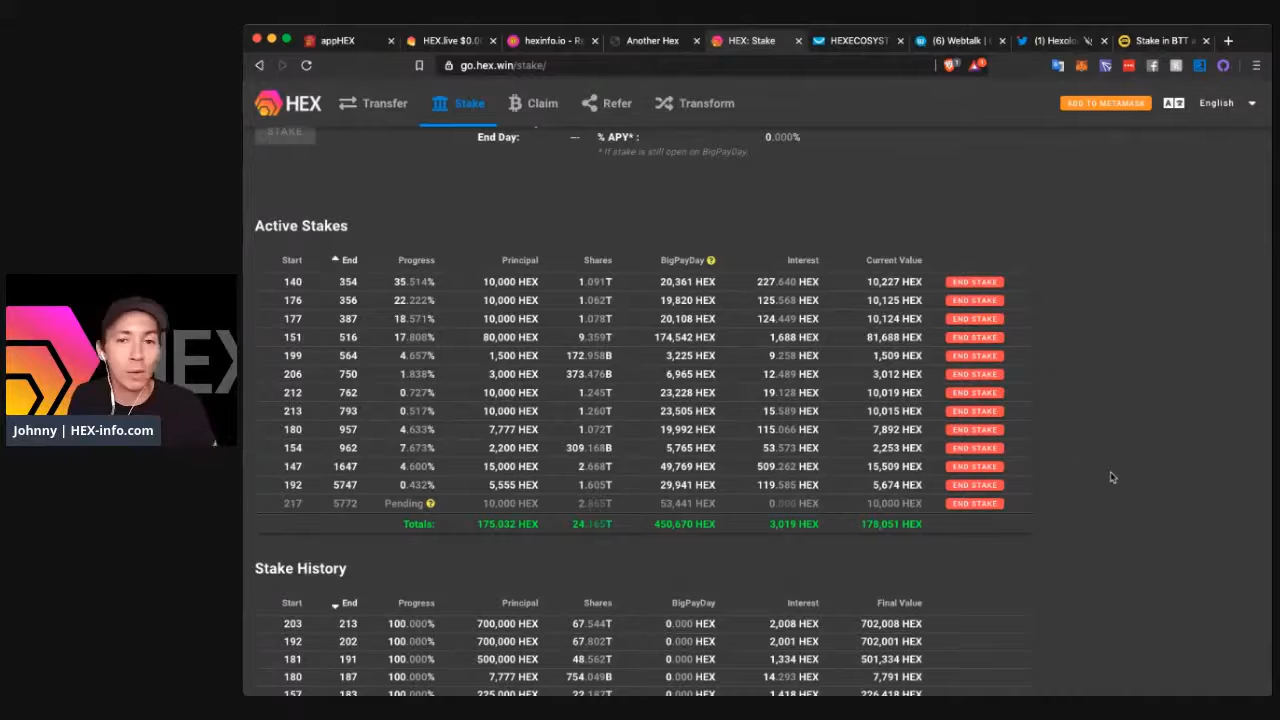 appHEX HEX.live $0.0 hexinfo.io - R Another Hex HEX: Stake HEXECOSYST (6) Webtalk | (1) Hexolo Stake in BTT
go.hex.win/stake/
HEX Transfer Stake Claim Refer Transform ADD TO METAMASK English
STAKE
End Day: --- % APY* : 0.000%
* If stake is still open on BigPayDay.
Active Stakes
Start End Progress Principal Shares BigPayDay Interest Current Value
140 354 35.514% 10,000 HEX 1.091T 20,361 HEX 227.640 HEX 10,227 HEX END STAKE
176 356 22.222% 10,000 HEX 1.062T 19,820 HEX 125.568 HEX 10,125 HEX END STAKE
177 387 18.571% 10,000 HEX 1.078T 20,108 HEX 124.449 HEX 10,124 HEX END STAKE
151 516 17.808% 80,000 HEX 9.359T 174,542 HEX 1,688 HEX 81,688 HEX END STAKE
199 564 4.657% 1,500 HEX 172.958B 3,225 HEX 9.258 HEX 1,509 HEX END STAKE
206 750 1.838% 3,000 HEX 373.476B 6,965 HEX 12.489 HEX 3,012 HEX END STAKE
212 762 0.727% 10,000 HEX 1.245T 23,228 HEX 19.128 HEX 10,019 HEX END STAKE
213 793 0.517% 10,000 HEX 1.260T 23,505 HEX 15.589 HEX 10,015 HEX END STAKE
180 957 4.633% 7,777 HEX 1.072T 19,992 HEX 115.066 HEX 7,892 HEX END STAKE
154 962 7.673% 2,200 HEX 309.168B 5,765 HEX 53.573 HEX 2,253 HEX END STAKE
147 1647 4.600% 15,000 HEX 2.668T 49,769 HEX 509.262 HEX 15,509 HEX END STAKE
192 5747 0.432% 5,555 HEX 1.605T 29,941 HEX 119.585 HEX 5,674 HEX END STAKE
217 5772 Pending 10,000 HEX 2.865T 53,441 HEX 0.000 HEX 10,000 HEX END STAKE
Totals: 175,032 HEX 24.165T 450,670 HEX 3,019 HEX 178,051 HEX
Stake History
Start End Progress Principal Shares BigPayDay Interest Final Value
203 213 100.000% 700,000 HEX 67.544T 0.000 HEX 2,008 HEX 702,008 HEX
192 202 100.000% 700,000 HEX 67.802T 0.000 HEX 2,001 HEX 702,001 HEX
181 191 100.000% 500,000 HEX 48.562T 0.000 HEX 1,334 HEX 501,334 HEX
180 187 100.000% 7,777 HEX 754.049B 0.000 HEX 14.293 HEX 7,791 HEX
157 183 100.000% 225,000 HEX 22.187T 0.000 HEX 1,418 HEX 226,418 HEX
HEX
Johnny | HEX-info.com